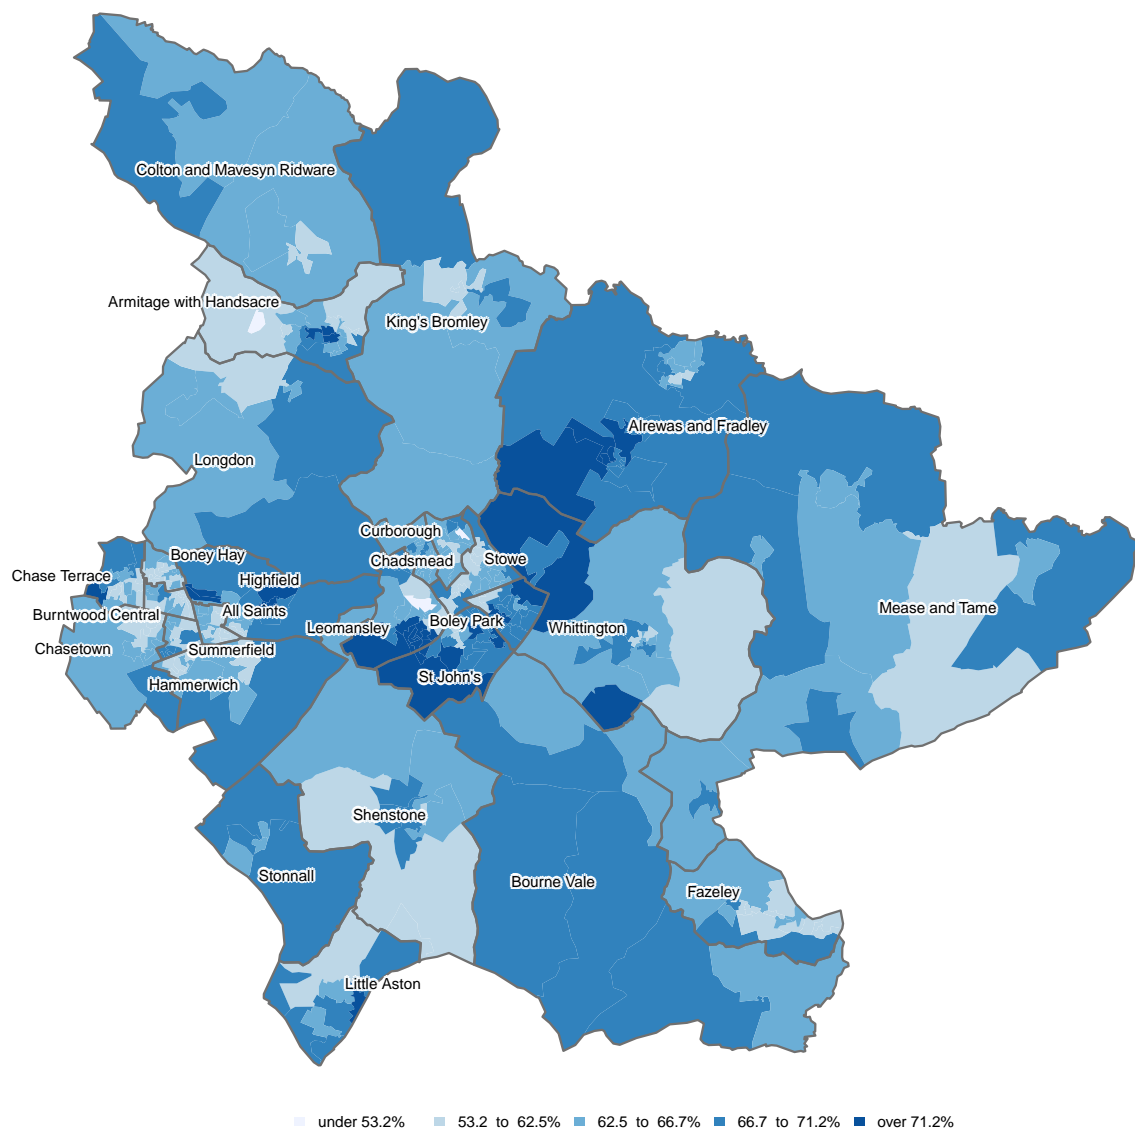 Colton and Mavesyn Ridware
Armitage with Handsacre
King's Bromley
Alrewas and Fradley
Longdon
Curborough
Boney Hay
Chadsmead
Stowe
Chase Terrace
Highfield
Burntwood Central
All Saints
Mease and Tame
Leomansley
Boley Park
Whittington
Chasetown
Summerfield
St John's
Hammerwich
Shenstone
Stonnall
Bourne Vale
Fazeley
Little Aston
under 53.2% 53.2 to 62.5% 62.5 to 66.7% 66.7 to 71.2% over 71.2%